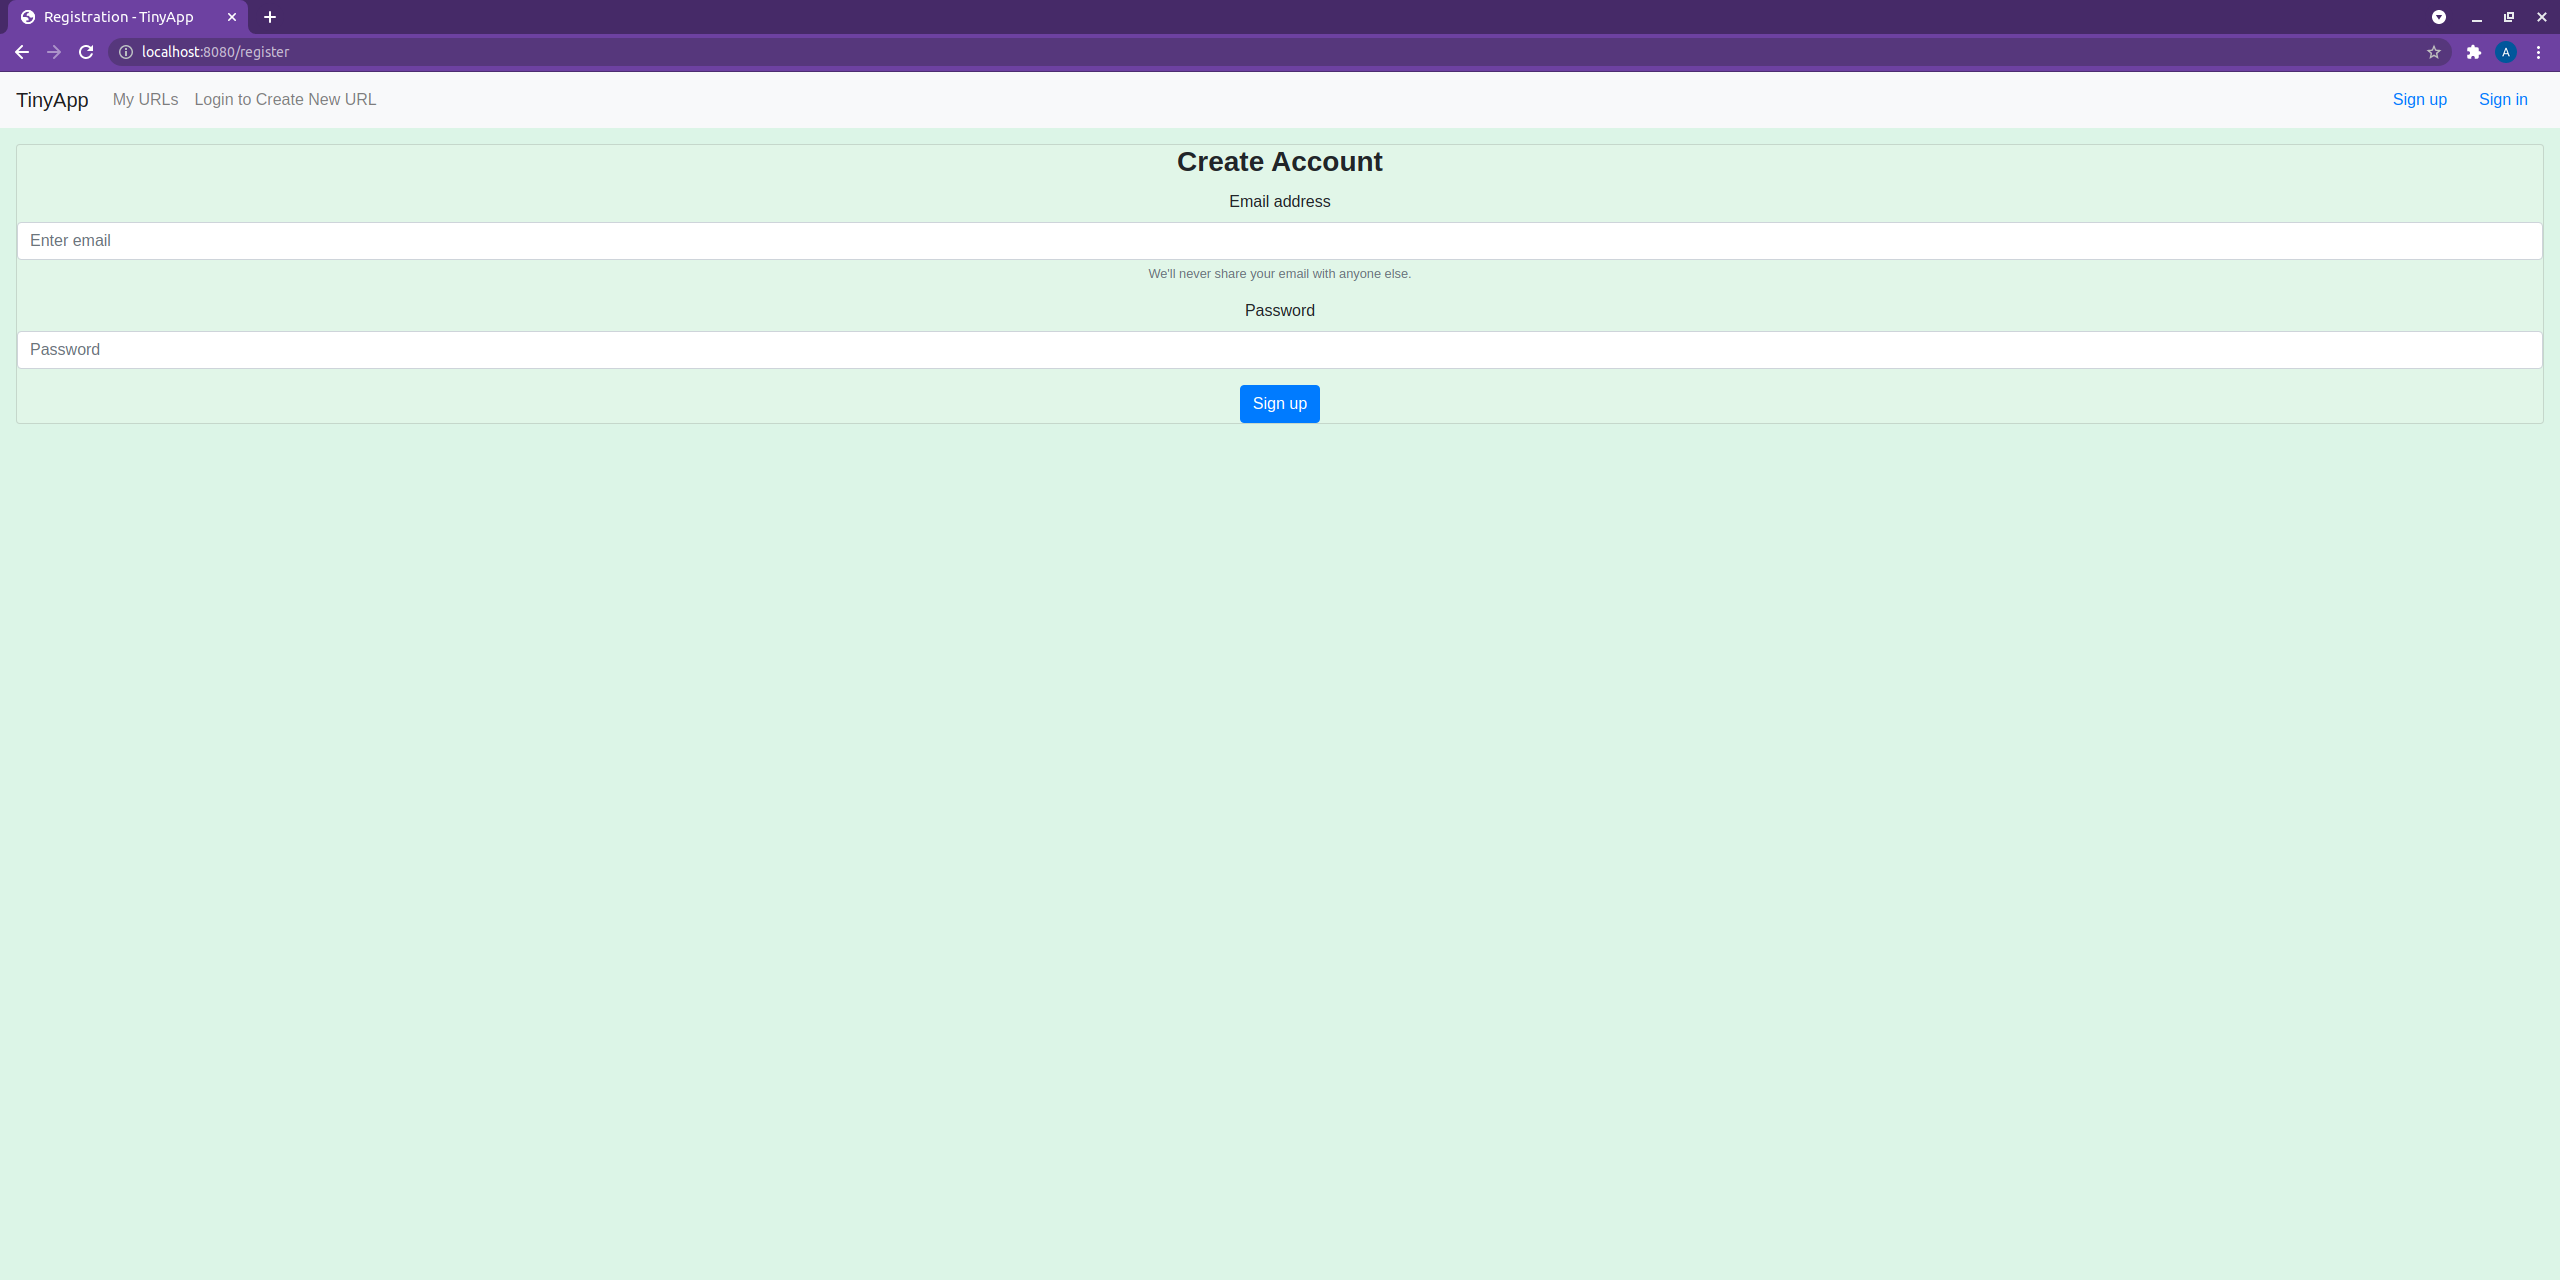 Registration - TinyApp
localhost:8080/register
A
TinyApp My URLs Login to Create New URL Sign up Sign in
Create Account
Email address
Enter email
We'll never share your email with anyone else.
Password
Password
Sign up